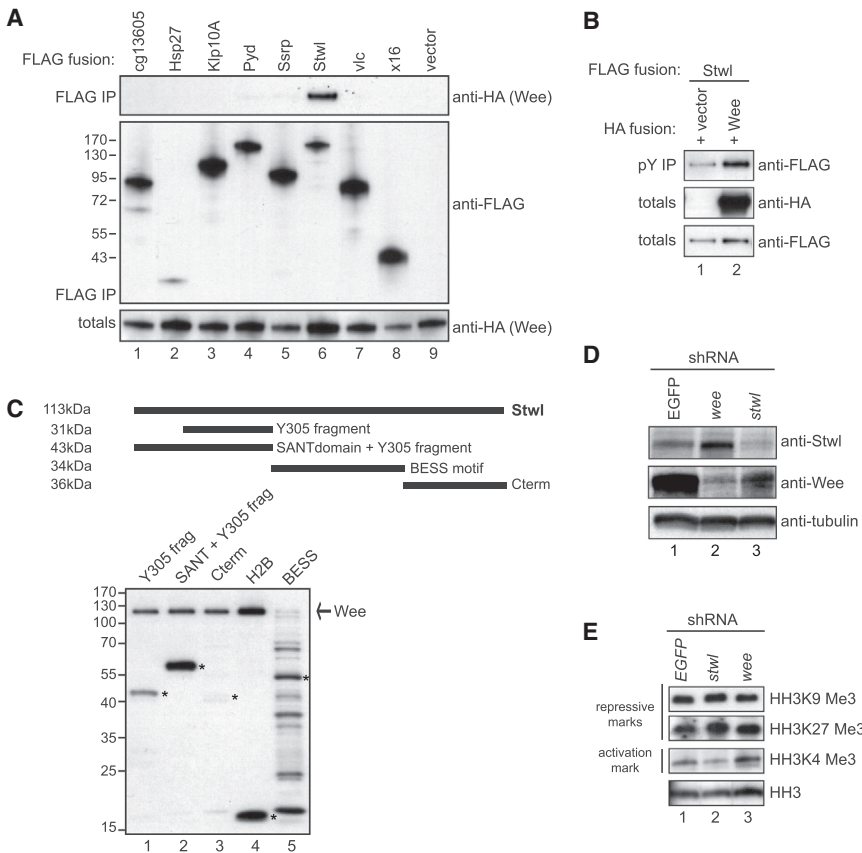 A
FLAG fusion: cg13605 Hsp27 Klp10A Pyd Ssrp Stwl vlc x16 vector
FLAG IP anti-HA (Wee)
170
130
95
72
55
43
anti-FLAG
FLAG IP
totals anti-HA (Wee)
1 2 3 4 5 6 7 8 9
B
FLAG fusion: Stwl
HA fusion: + vector + Wee
pY IP anti-FLAG
totals anti-HA
totals anti-FLAG
1 2
C
113kDa Stwl
31kDa Y305 fragment
43kDa SANTdomain + Y305 fragment
34kDa BESS motif
36kDa Cterm
Y305 frag SANT + Y305 frag Cterm H2B BESS
170
130
100
70
55
40
35
25
15
Wee
* * * * *
1 2 3 4 5
D
shRNA
EGFP wee stwl
anti-Stwl
anti-Wee
anti-tubulin
1 2 3
E
shRNA
EGFP stwl wee
repressive
marks
HH3K9 Me3
HH3K27 Me3
activation
mark
HH3K4 Me3
HH3
1 2 3